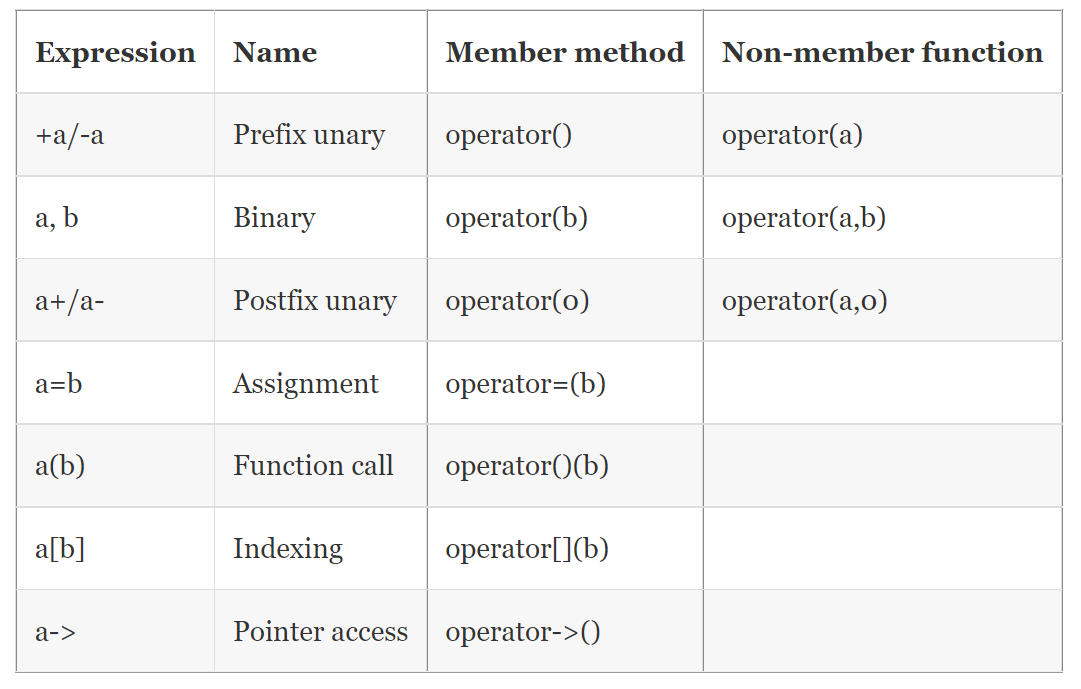 Expression Name Member method Non-member function
+a/-a Prefix unary operator() operator(a)
a, b Binary operator(b) operator(a,b)
a+/a- Postfix unary operator(0) operator(a,0)
a=b Assignment operator=(b)
a(b) Function call operator()(b)
a[b] Indexing operator[](b)
a-> Pointer access operator->()